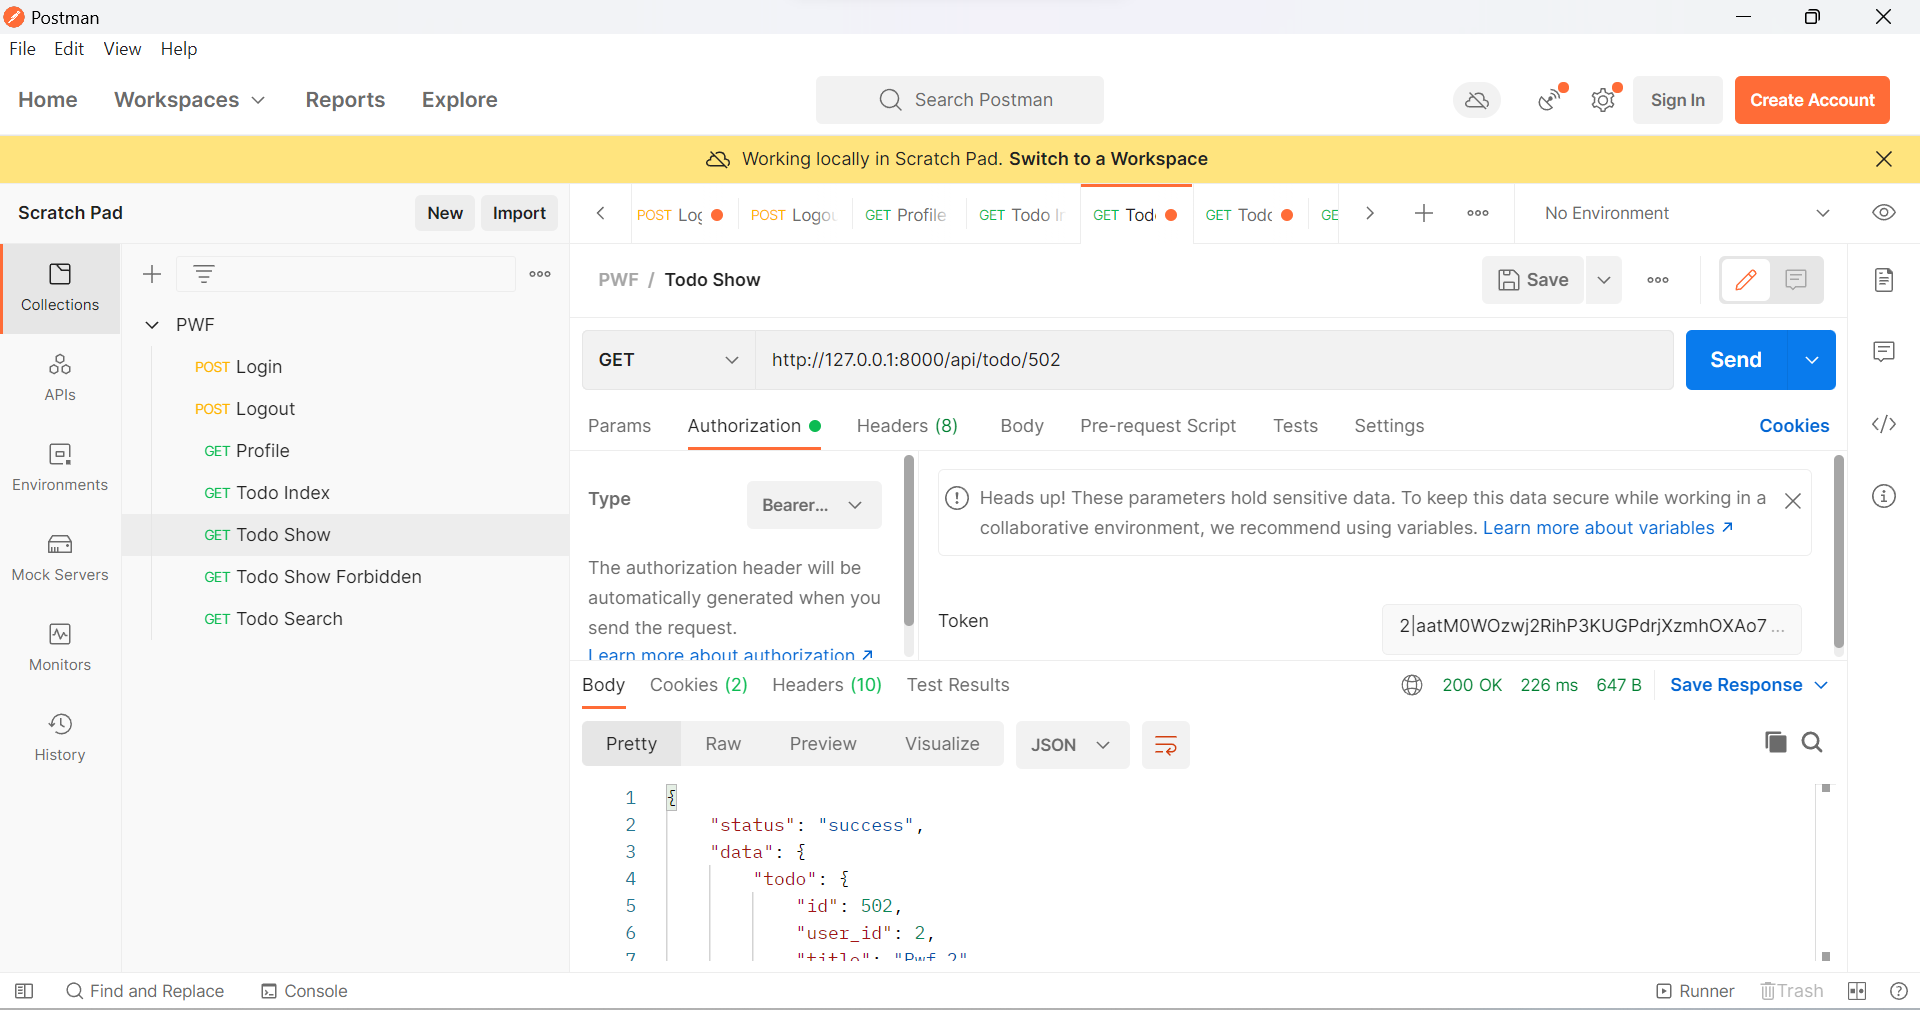 Postman
File Edit View Help
Home Workspaces Reports Explore Search Postman Sign In Create Account
Working locally in Scratch Pad. Switch to a Workspace
Scratch Pad New Import
POST Log POST Logou GET Profile GET Todo In GET Tod GET Todo GE No Environment
Collections
APIs
Environments
Mock Servers
Monitors
History
PWF
POST Login
POST Logout
GET Profile
GET Todo Index
GET Todo Show
GET Todo Show Forbidden
GET Todo Search
PWF / Todo Show Save
GET http://127.0.0.1:8000/api/todo/502 Send
Params Authorization Headers (8) Body Pre-request Script Tests Settings Cookies
Type Bearer...
The authorization header will be
automatically generated when you
send the request.
Learn more about authorization ↗
Heads up! These parameters hold sensitive data. To keep this data secure while working in a
collaborative environment, we recommend using variables. Learn more about variables ↗
Token 2|aatM0WOzwj2RihP3KUGPdrjXzmhOXAo7 ...
Body Cookies (2) Headers (10) Test Results 200 OK 226 ms 647 B Save Response
Pretty Raw Preview Visualize JSON
1 {
2 "status": "success",
3 "data": {
4 "todo": {
5 "id": 502,
6 "user_id": 2,
7 "title": "Pwf 2"
Find and Replace Console Runner Trash